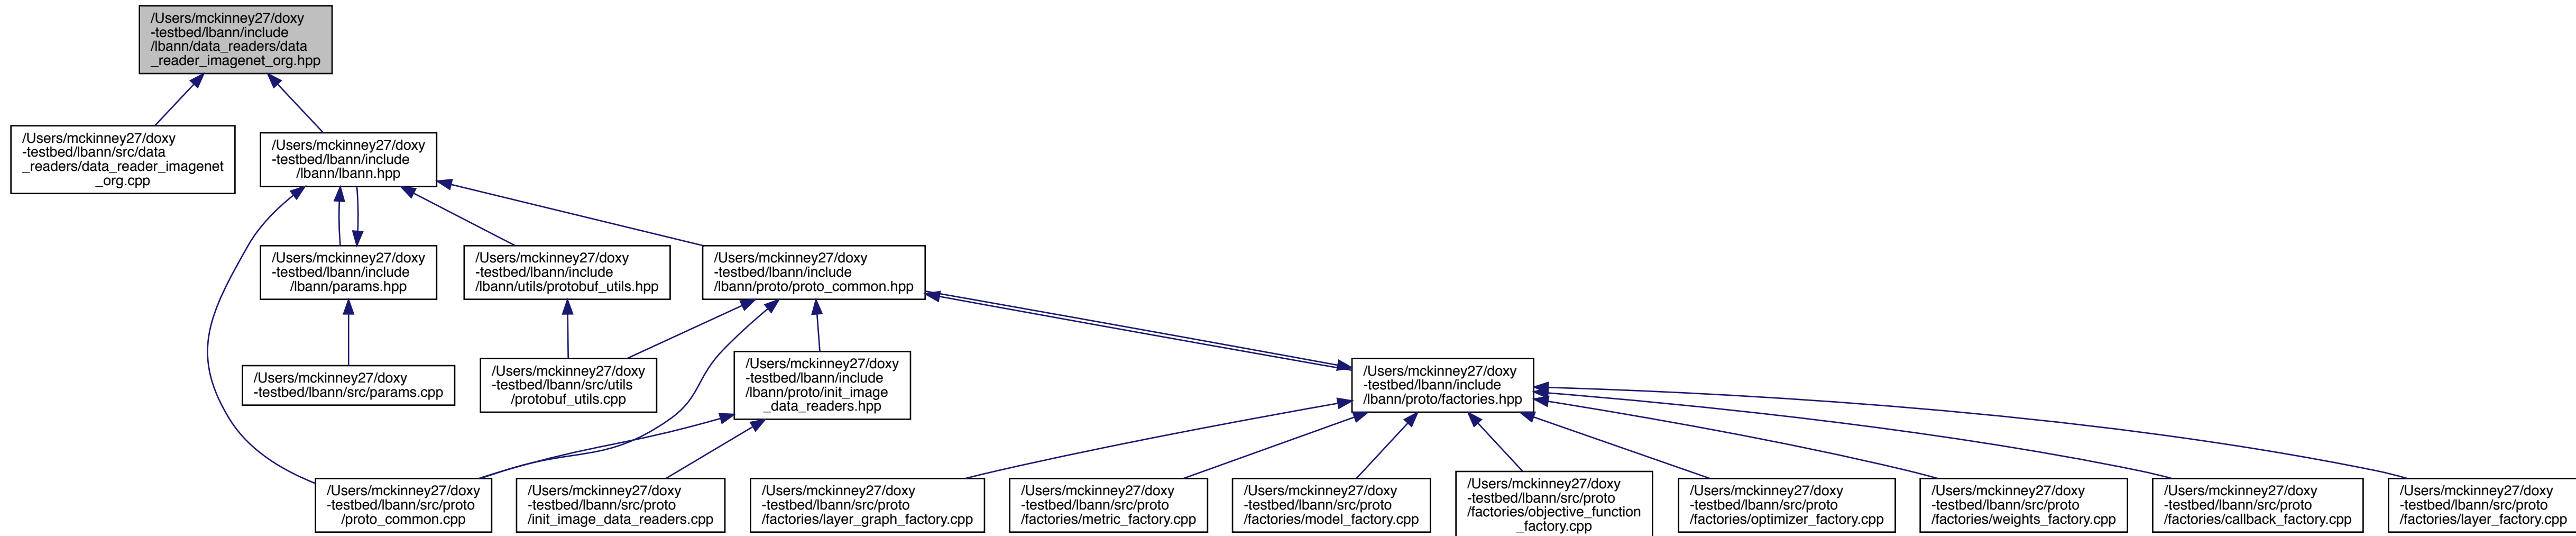 /Users/mckinney27/doxy
-testbed/lbann/include
/lbann/data_readers/data
_reader_imagenet_org.hpp
/Users/mckinney27/doxy
-testbed/lbann/src/data
_readers/data_reader_imagenet
_org.cpp
/Users/mckinney27/doxy
-testbed/lbann/include
/lbann/lbann.hpp
/Users/mckinney27/doxy
-testbed/lbann/include
/lbann/params.hpp
/Users/mckinney27/doxy
-testbed/lbann/include
/lbann/utils/protobuf_utils.hpp
/Users/mckinney27/doxy
-testbed/lbann/include
/lbann/proto/proto_common.hpp
/Users/mckinney27/doxy
-testbed/lbann/src/params.cpp
/Users/mckinney27/doxy
-testbed/lbann/src/utils
/protobuf_utils.cpp
/Users/mckinney27/doxy
-testbed/lbann/include
/lbann/proto/init_image
_data_readers.hpp
/Users/mckinney27/doxy
-testbed/lbann/include
/lbann/proto/factories.hpp
/Users/mckinney27/doxy
-testbed/lbann/src/proto
/proto_common.cpp
/Users/mckinney27/doxy
-testbed/lbann/src/proto
/init_image_data_readers.cpp
/Users/mckinney27/doxy
-testbed/lbann/src/proto
/factories/layer_graph_factory.cpp
/Users/mckinney27/doxy
-testbed/lbann/src/proto
/factories/metric_factory.cpp
/Users/mckinney27/doxy
-testbed/lbann/src/proto
/factories/model_factory.cpp
/Users/mckinney27/doxy
-testbed/lbann/src/proto
/factories/objective_function
_factory.cpp
/Users/mckinney27/doxy
-testbed/lbann/src/proto
/factories/optimizer_factory.cpp
/Users/mckinney27/doxy
-testbed/lbann/src/proto
/factories/weights_factory.cpp
/Users/mckinney27/doxy
-testbed/lbann/src/proto
/factories/callback_factory.cpp
/Users/mckinney27/doxy
-testbed/lbann/src/proto
/factories/layer_factory.cpp